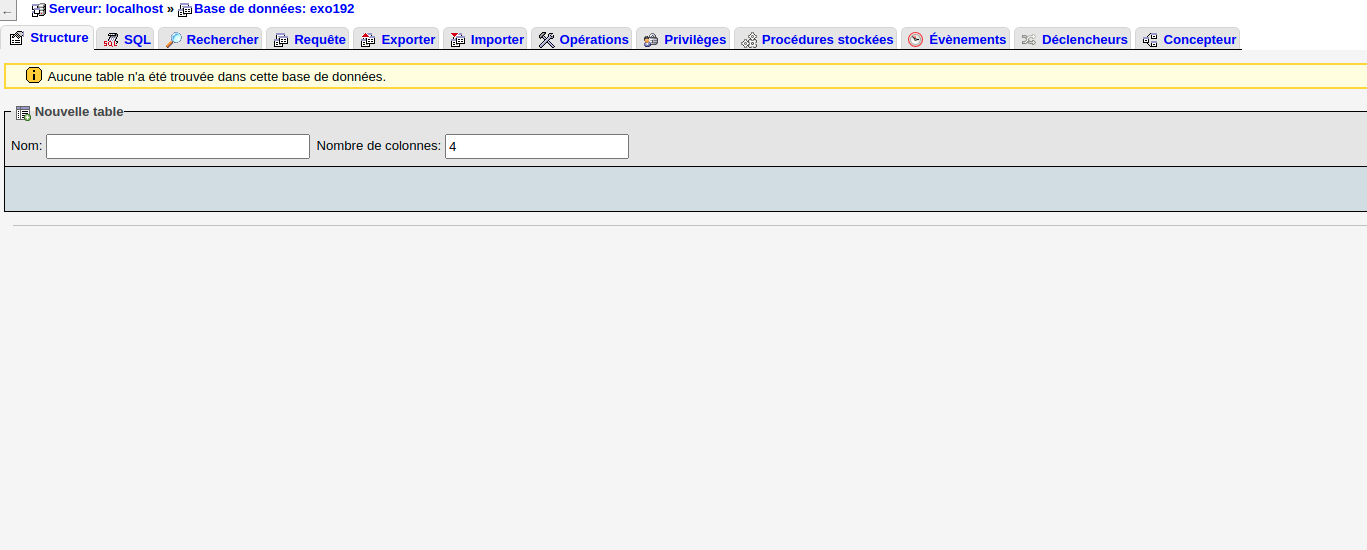 ← Serveur: localhost » Base de données: exo192
Structure SQL Rechercher Requête Exporter Importer Opérations Privilèges Procédures stockées Évènements Déclencheurs Concepteur
Aucune table n'a été trouvée dans cette base de données.
Nouvelle table
Nom: Nombre de colonnes: 4